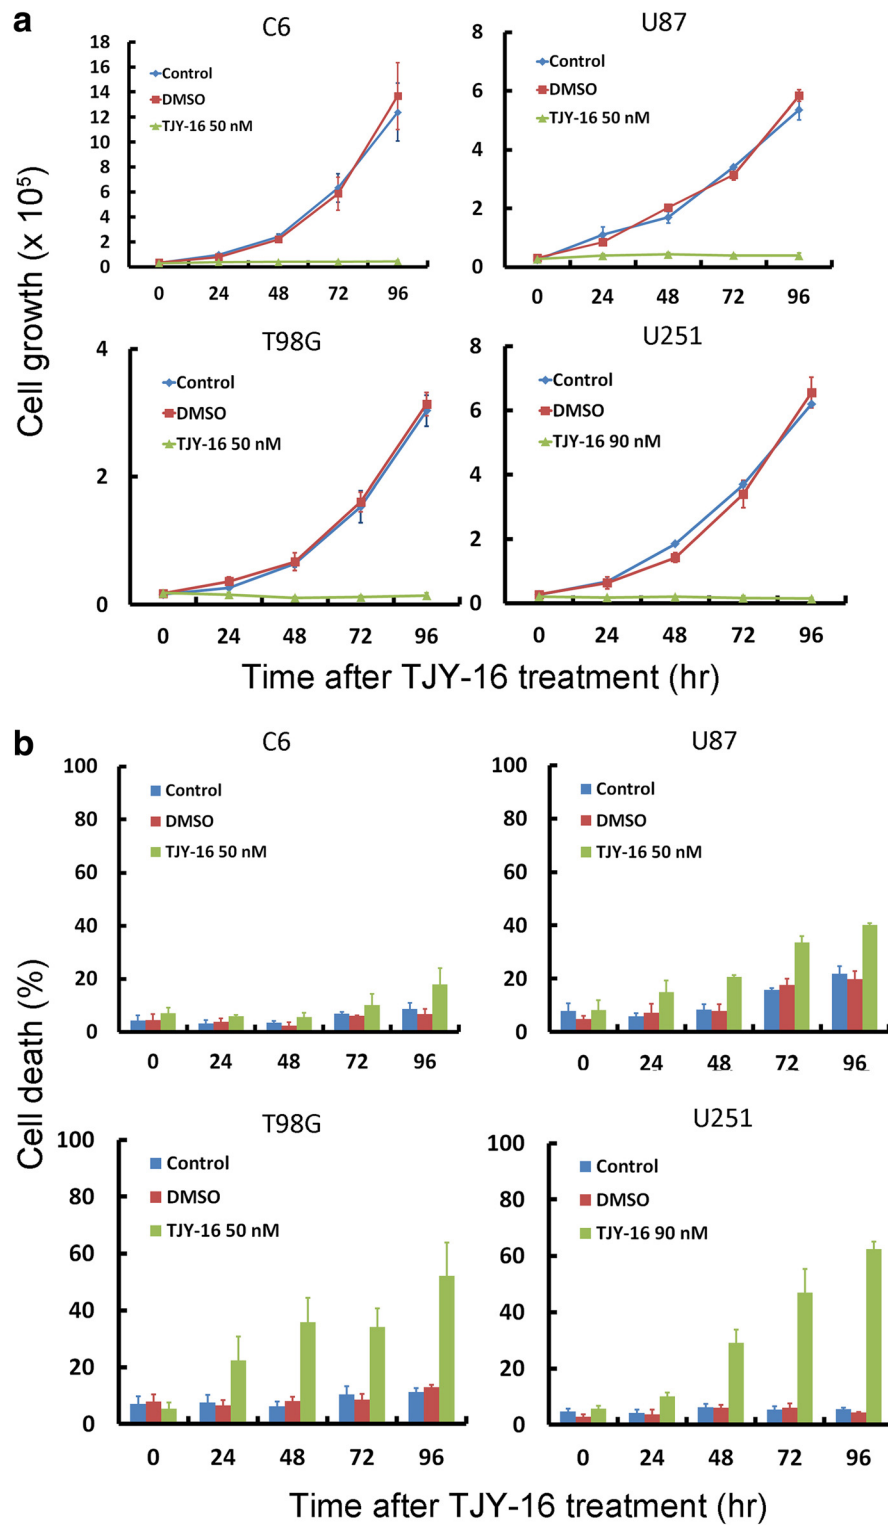 a
C6
U87
18
16
14
12
10
8
6
4
2
0
Control
DMSO
TJY-16 50 nM
0 24 48 72 96
8
6
4
2
0
Control
DMSO
TJY-16 50 nM
0 24 48 72 96
Cell growth (x 10⁵)
T98G
U251
4
2
0
Control
DMSO
TJY-16 50 nM
0 24 48 72 96
8
6
4
2
0
Control
DMSO
TJY-16 90 nM
0 24 48 72 96
Time after TJY-16 treatment (hr)
b
C6
U87
100
80
60
40
20
0
Control
DMSO
TJY-16 50 nM
0 24 48 72 96
100
80
60
40
20
0
Control
DMSO
TJY-16 50 nM
0 24 48 72 96
Cell death (%)
T98G
U251
100
80
60
40
20
0
Control
DMSO
TJY-16 50 nM
0 24 48 72 96
100
80
60
40
20
0
Control
DMSO
TJY-16 90 nM
0 24 48 72 96
Time after TJY-16 treatment (hr)